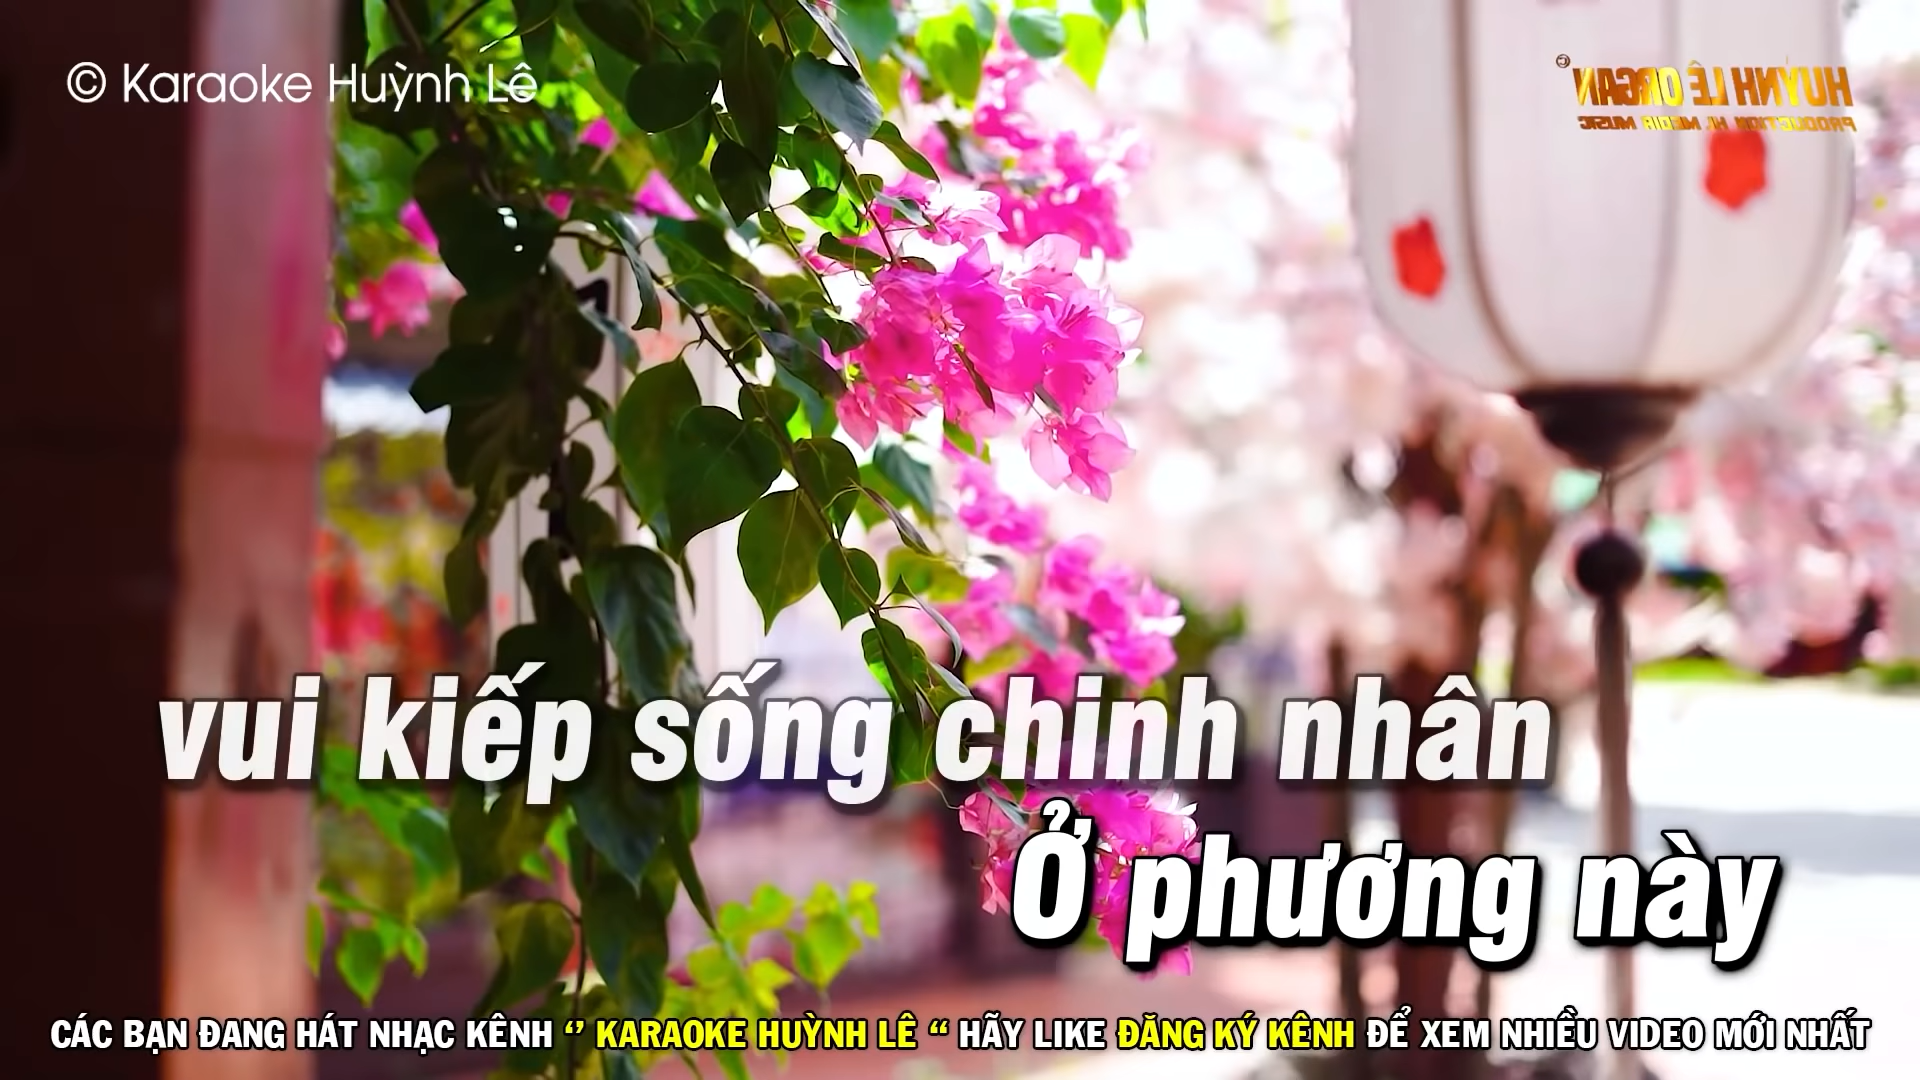 © Karaoke Huỳnh Lê
HUỲNH LÊ ORGAN ©
PRODUCTION HL MEDIA MUSIC
vui kiếp sống chinh nhân
Ở phương này
CÁC BẠN ĐANG HÁT NHẠC KÊNH ‘’ KARAOKE HUỲNH LÊ “ HÃY LIKE ĐĂNG KÝ KÊNH ĐỂ XEM NHIỀU VIDEO MỚI NHẤT